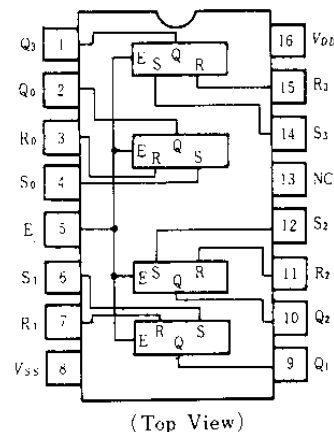 Q3 1 16 VDD
E S Q R
Q0 2 15 R3
R0 3 14 S3
E R Q S
S0 4 13 NC
E 5 12 S2
S1 6 11 R2
E S Q R
R1 7 10 Q2
E R Q S
VSS 8 9 Q1
(Top View)